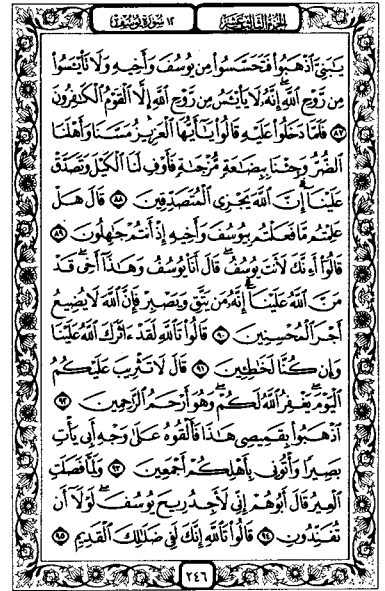 الجزء الثالث عشر ١٢ سورة يوسف
يَٰبَنِىَّ ٱذْهَبُوا۟ فَتَحَسَّسُوا۟ مِن يُوسُفَ وَأَخِيهِ وَلَا تَا۟يْـَٔسُوا۟
مِن رَّوْحِ ٱللَّهِ إِنَّهُۥ لَا يَا۟يْـَٔسُ مِن رَّوْحِ ٱللَّهِ إِلَّا ٱلْقَوْمُ ٱلْكَٰفِرُونَ
٨٧ فَلَمَّا دَخَلُوا۟ عَلَيْهِ قَالُوا۟ يَٰٓأَيُّهَا ٱلْعَزِيزُ مَسَّنَا وَأَهْلَنَا
ٱلضُّرُّ وَجِئْنَا بِبِضَٰعَةٍ مُّزْجَىٰةٍ فَأَوْفِ لَنَا ٱلْكَيْلَ وَتَصَدَّقْ
عَلَيْنَآ إِنَّ ٱللَّهَ يَجْزِى ٱلْمُتَصَدِّقِينَ ٨٨ قَالَ هَلْ
عَلِمْتُم مَّا فَعَلْتُم بِيُوسُفَ وَأَخِيهِ إِذْ أَنتُمْ جَٰهِلُونَ ٨٩
قَالُوٓا۟ أَءِنَّكَ لَأَنتَ يُوسُفُ قَالَ أَنَا۠ يُوسُفُ وَهَٰذَآ أَخِى قَدْ
مَنَّ ٱللَّهُ عَلَيْنَآ إِنَّهُۥ مَن يَتَّقِ وَيَصْبِرْ فَإِنَّ ٱللَّهَ لَا يُضِيعُ
أَجْرَ ٱلْمُحْسِنِينَ ٩٠ قَالُوا۟ تَٱللَّهِ لَقَدْ ءَاثَرَكَ ٱللَّهُ عَلَيْنَا
وَإِن كُنَّا لَخَٰطِـِٔينَ ٩١ قَالَ لَا تَثْرِيبَ عَلَيْكُمُ
ٱلْيَوْمَ يَغْفِرُ ٱللَّهُ لَكُمْ وَهُوَ أَرْحَمُ ٱلرَّٰحِمِينَ ٩٢
ٱذْهَبُوا۟ بِقَمِيصِى هَٰذَا فَأَلْقُوهُ عَلَىٰ وَجْهِ أَبِى يَأْتِ
بَصِيرًا وَأْتُونِى بِأَهْلِكُمْ أَجْمَعِينَ ٩٣ وَلَمَّا فَصَلَتِ
ٱلْعِيرُ قَالَ أَبُوهُمْ إِنِّى لَأَجِدُ رِيحَ يُوسُفَ لَوْلَآ أَن
تُفَنِّدُونِ ٩٤ قَالُوا۟ تَٱللَّهِ إِنَّكَ لَفِى ضَلَٰلِكَ ٱلْقَدِيمِ ٩٥
٢٤٦